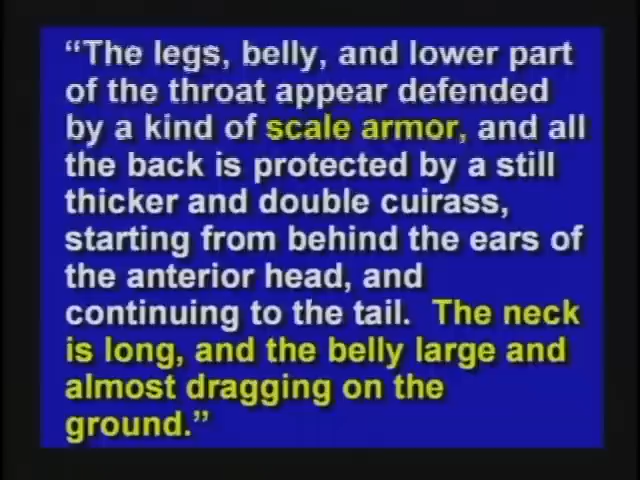 “The legs, belly, and lower part
of the throat appear defended
by a kind of scale armor, and all
the back is protected by a still
thicker and double cuirass,
starting from behind the ears of
the anterior head, and
continuing to the tail.  The neck
is long, and the belly large and
almost dragging on the
ground.”